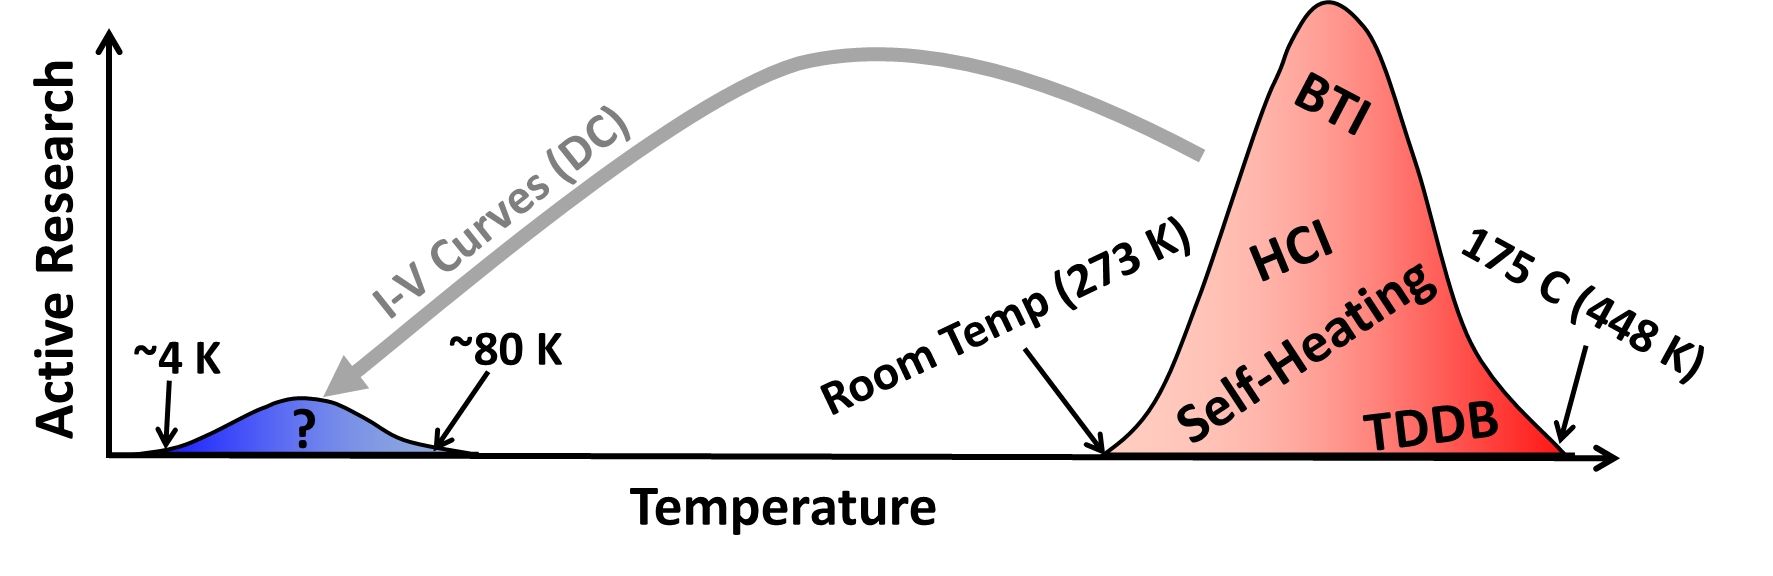 Active Research
~4 K
?
~80 K
I-V Curves (DC)
Room Temp (273 K)
BTI
HCI
Self-Heating
TDDB
175 C (448 K)
Temperature